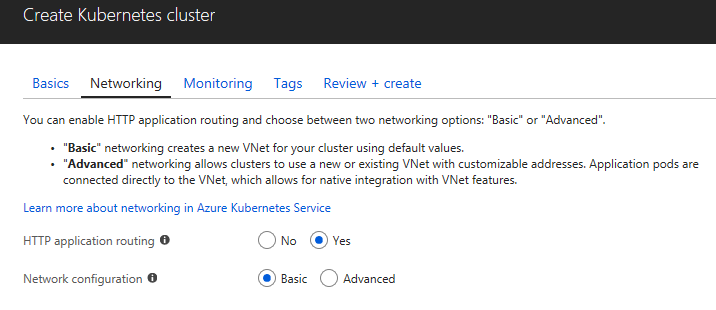 Create Kubernetes cluster
Basics Networking Monitoring Tags Review + create
You can enable HTTP application routing and choose between two networking options: "Basic" or "Advanced".
• "Basic" networking creates a new VNet for your cluster using default values.
• "Advanced" networking allows clusters to use a new or existing VNet with customizable addresses. Application pods are
connected directly to the VNet, which allows for native integration with VNet features.
Learn more about networking in Azure Kubernetes Service
HTTP application routing No Yes
Network configuration Basic Advanced